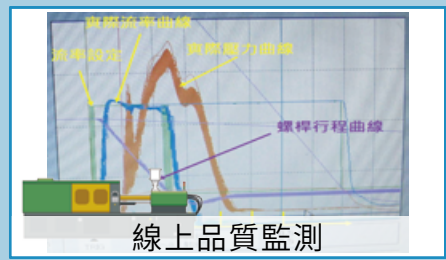 實際流率曲線
流率設定
實際壓力曲線
螺桿行程曲線
線上品質監測